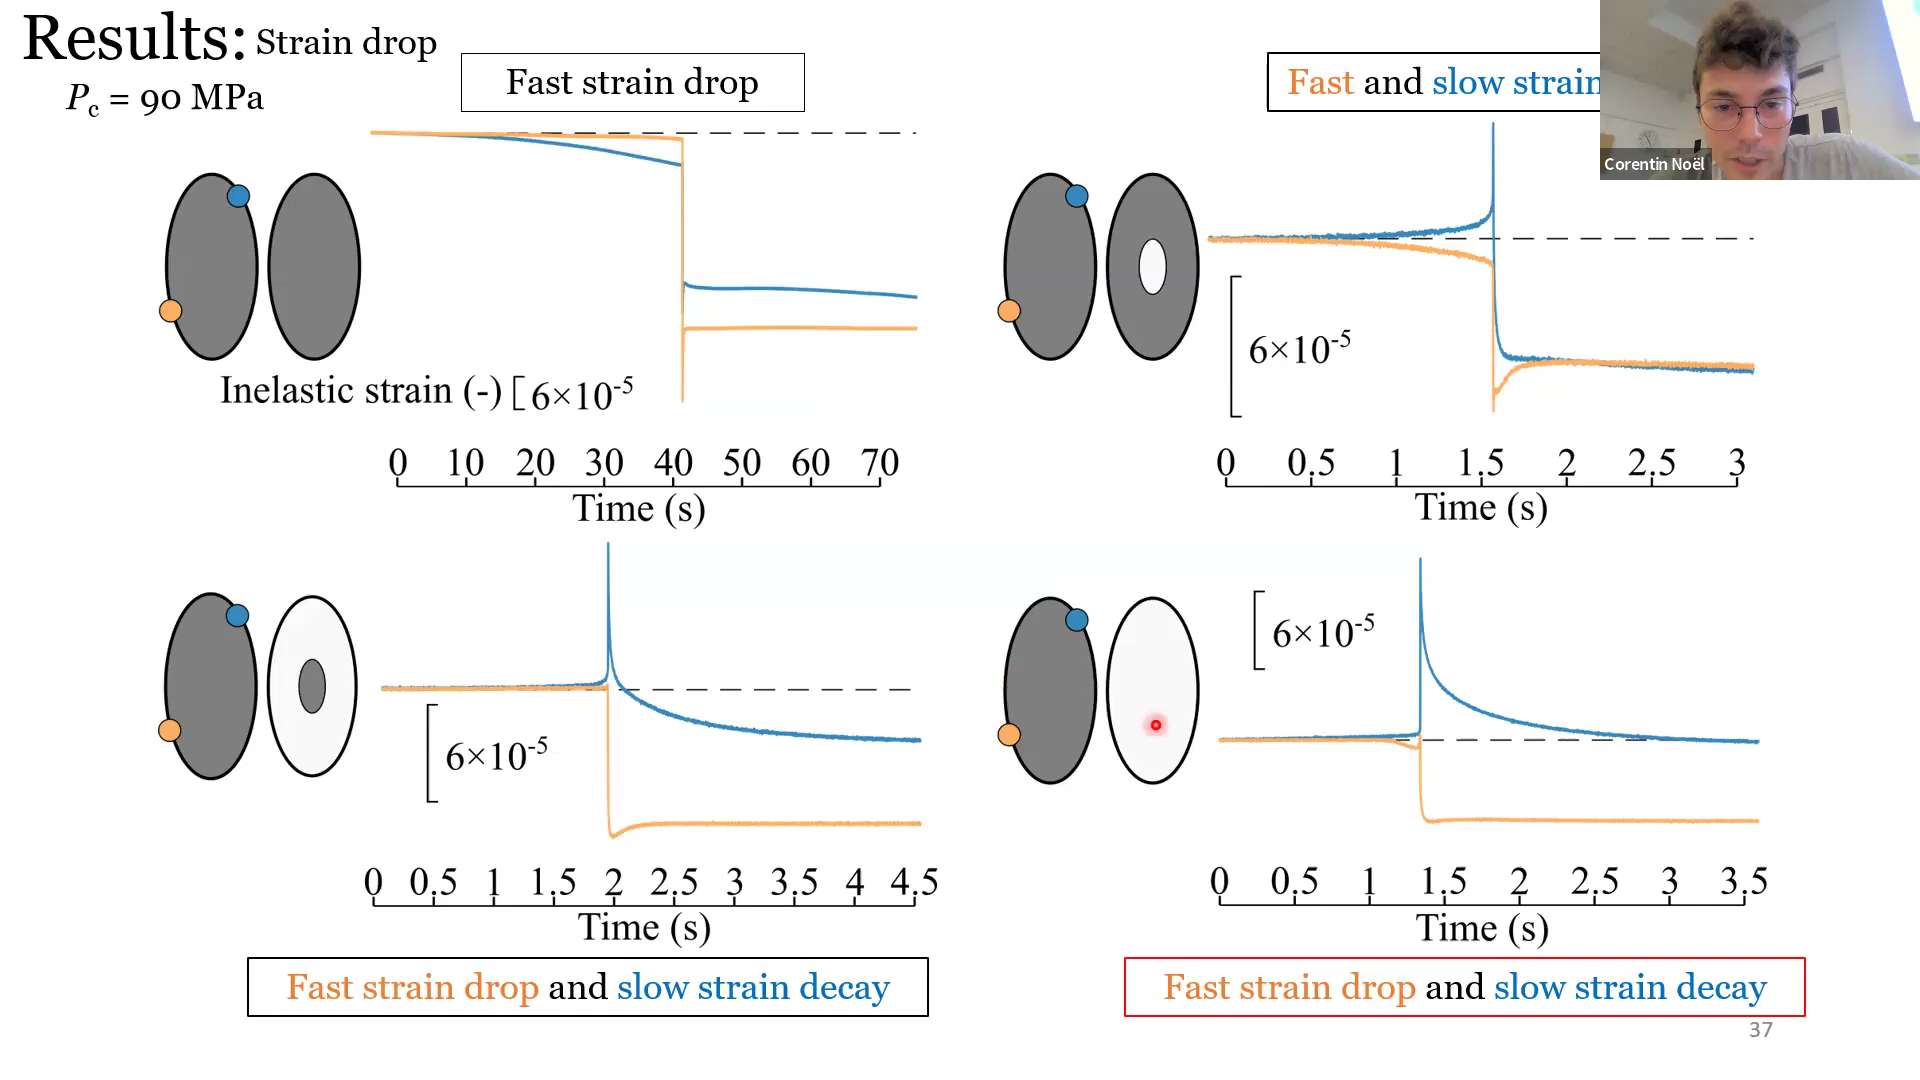 Results: Strain drop
P_c = 90 MPa
Fast strain drop
Fast and slow strain
Corentin Noël
6×10^-5
Inelastic strain (-) 6×10^-5
0 10 20 30 40 50 60 70
Time (s)
0 0.5 1 1.5 2 2.5 3
Time (s)
6×10^-5
6×10^-5
0 0.5 1 1.5 2 2.5 3 3.5 4 4.5
Time (s)
0 0.5 1 1.5 2 2.5 3 3.5
Time (s)
Fast strain drop and slow strain decay
Fast strain drop and slow strain decay
37